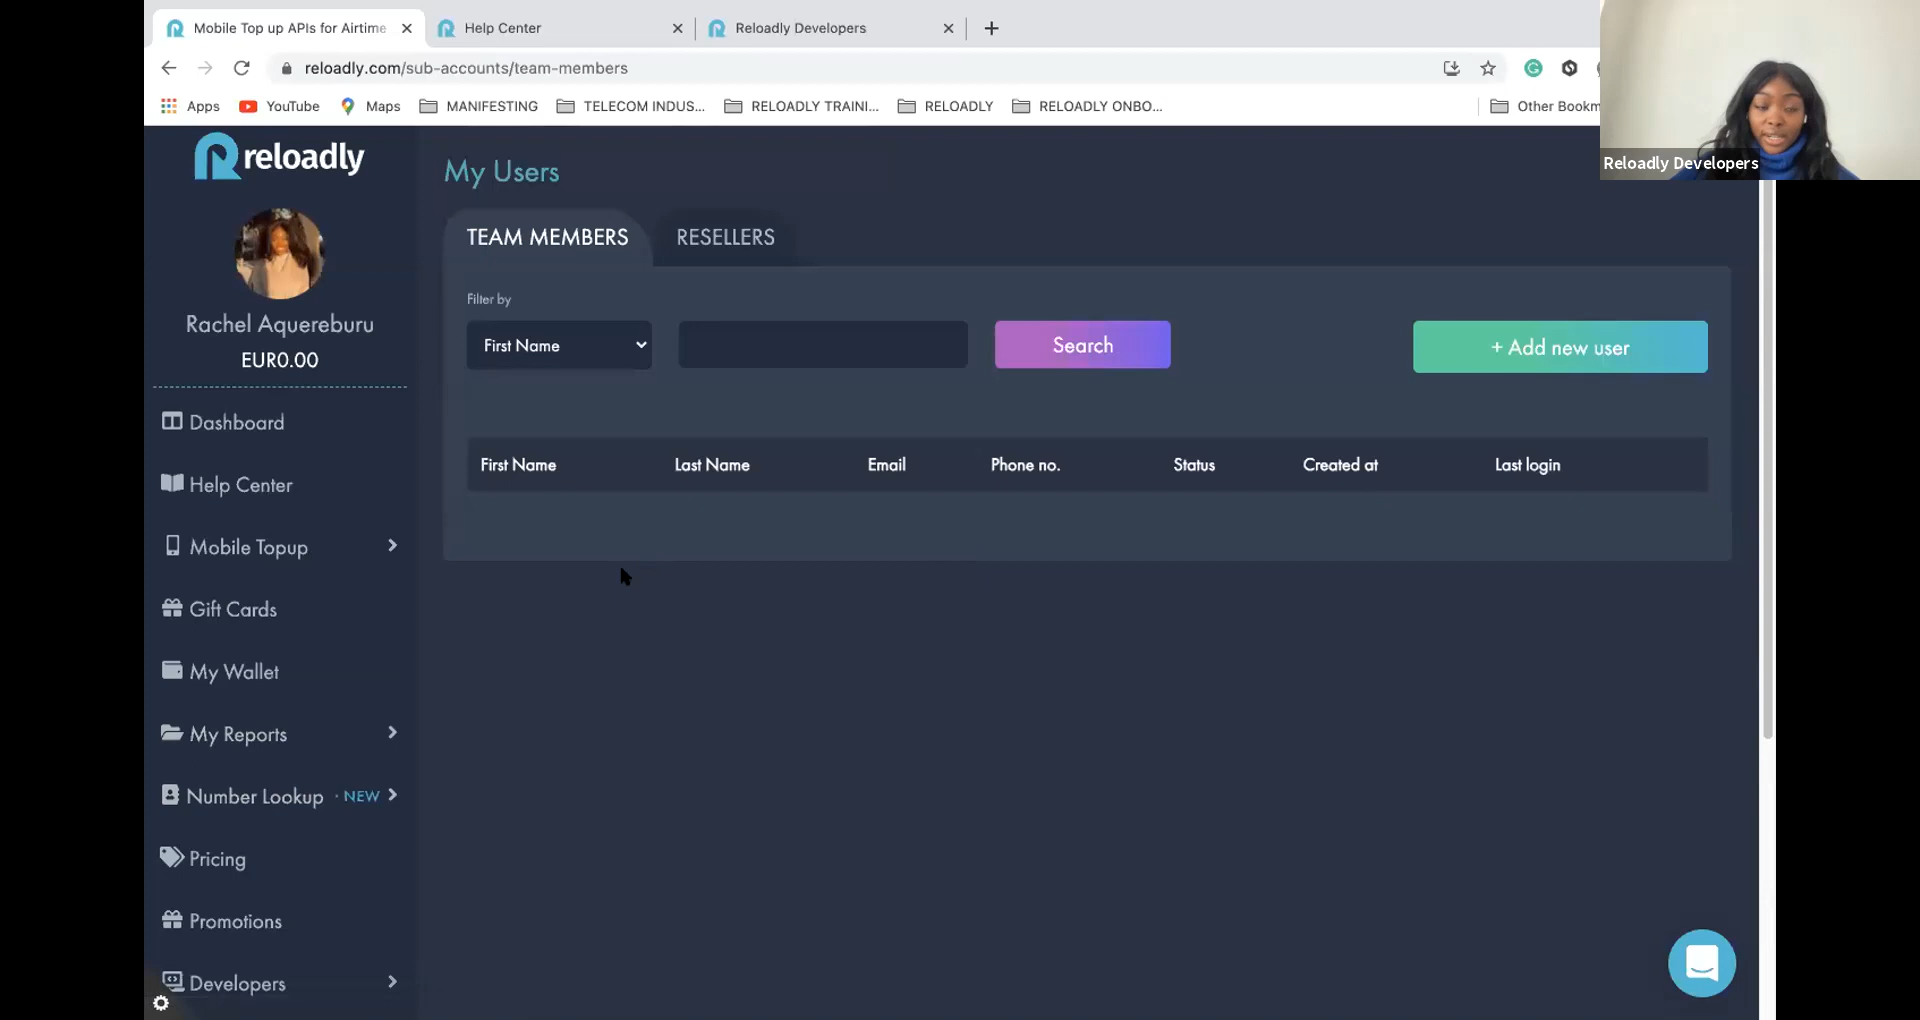 Mobile Top up APIs for Airtime
Help Center
Reloadly Developers
reloadly.com/sub-accounts/team-members
Apps
YouTube
Maps
MANIFESTING
TELECOM INDUS...
RELOADLY TRAINI...
RELOADLY
RELOADLY ONBO...
Other Bookm
Reloadly Developers
reloadly
Rachel Aquereburu
EUR0.00
Dashboard
Help Center
Mobile Topup
Gift Cards
My Wallet
My Reports
Number Lookup · NEW
Pricing
Promotions
Developers
My Users
TEAM MEMBERS
RESELLERS
Filter by
First Name
Search
+ Add new user
First Name Last Name Email Phone no. Status Created at Last login